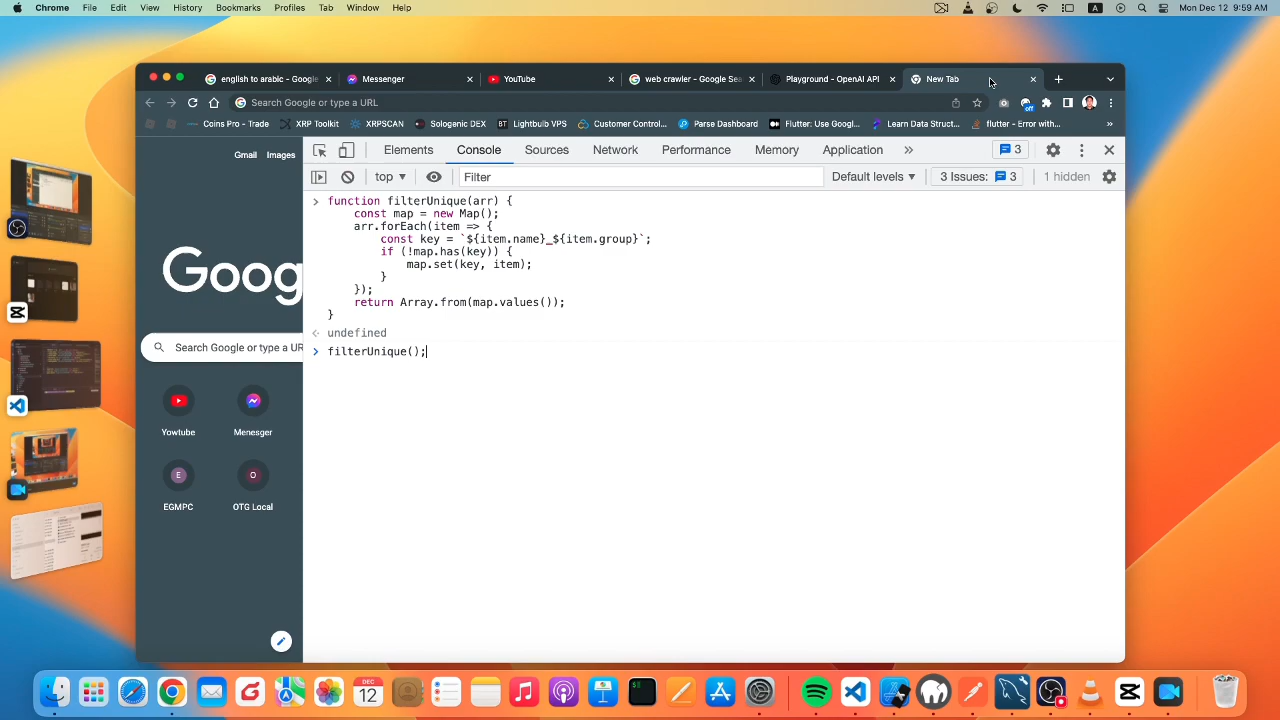 Chrome File Edit View History Bookmarks Profiles Tab Window Help
A
Mon Dec 12 9:59 AM
english to arabic - Google
Messenger
YouTube
web crawler - Google Sea
Playground - OpenAI API
New Tab
Search Google or type a URL
off
Coins Pro - Trade
XRP Toolkit
XRPSCAN
Sologenic DEX
BT Lightbulb VPS
Customer Control...
Parse Dashboard
Flutter: Use Googl...
Learn Data Struct...
flutter - Error with...
»
Gmail Images
Goog
Search Google or type a UR
Yowtube
Menesger
E
EGMPC
O
OTG Local
Elements Console Sources Network Performance Memory Application » 3
top Filter Default levels 3 Issues: 3 1 hidden
function filterUnique(arr) {
const map = new Map();
arr.forEach(item => {
const key = `${item.name}_${item.group}`;
if (!map.has(key)) {
map.set(key, item);
}
});
return Array.from(map.values());
}
undefined
filterUnique();
DEC
12